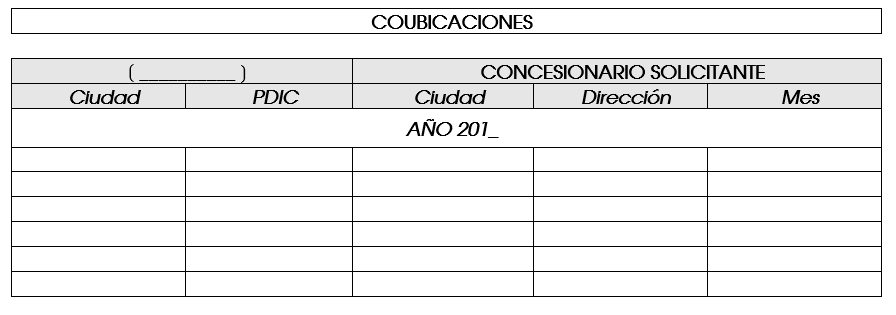 COUBICACIONES
( __________ ) CONCESIONARIO SOLICITANTE
Ciudad PDIC Ciudad Dirección Mes
AÑO 201_